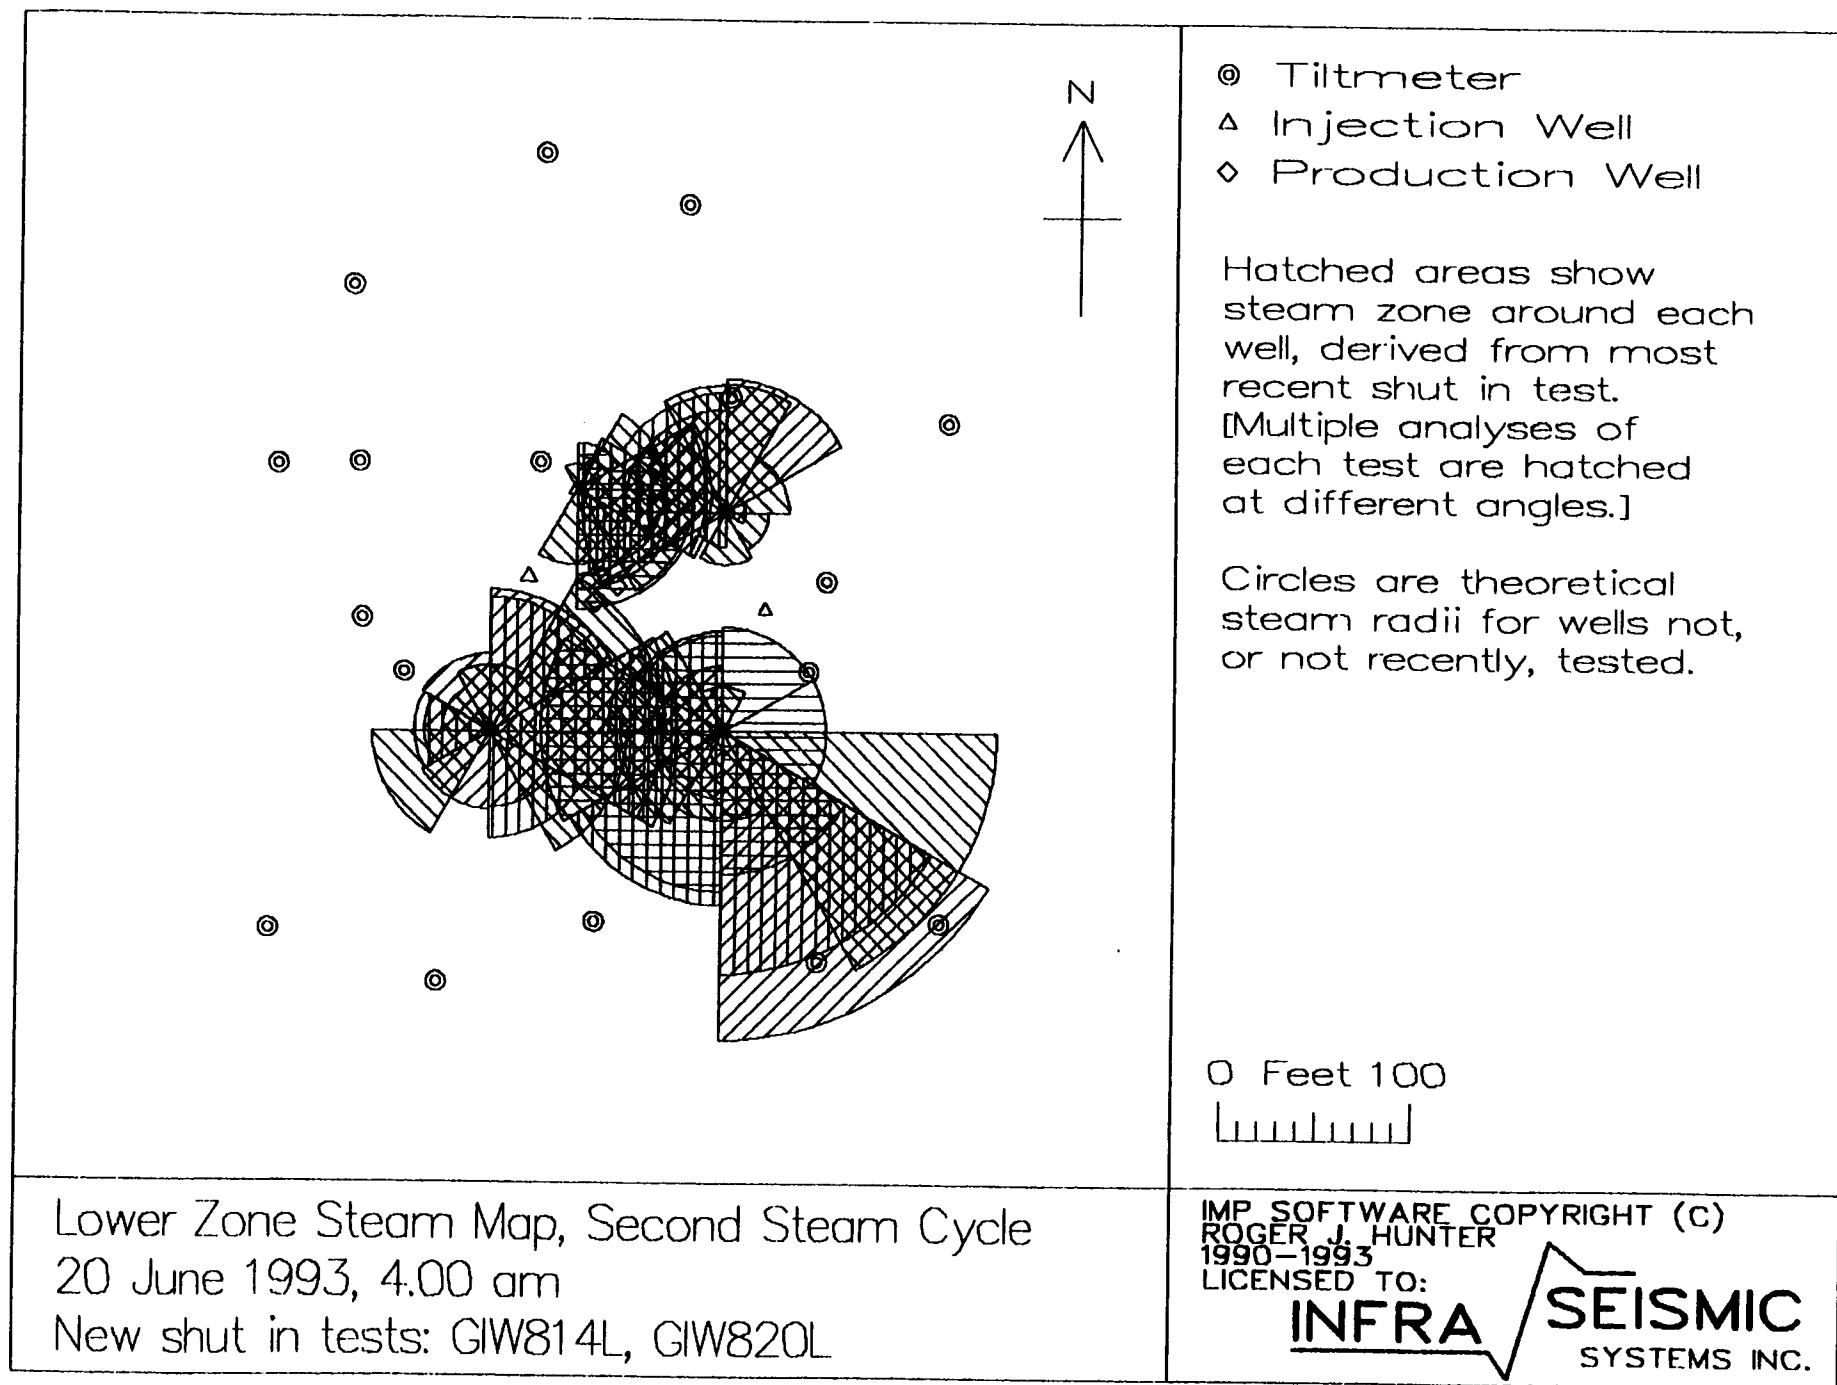 N
Tiltmeter
Injection Well
Production Well
Hatched areas show
steam zone around each
well, derived from most
recent shut in test.
[Multiple analyses of
each test are hatched
at different angles.]
Circles are theoretical
steam radii for wells not,
or not recently, tested.
0 Feet 100
Lower Zone Steam Map, Second Steam Cycle
20 June 1993, 4.00 am
New shut in tests: GIW814L, GIW820L
IMP SOFTWARE COPYRIGHT (C)
ROGER J. HUNTER
1990-1993
LICENSED TO:
INFRA SEISMIC
SYSTEMS INC.